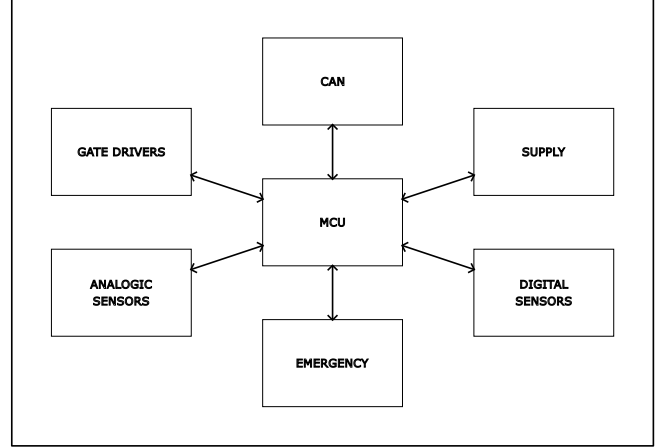 CAN
GATE DRIVERS
SUPPLY
MCU
ANALOGIC
SENSORS
DIGITAL
SENSORS
EMERGENCY